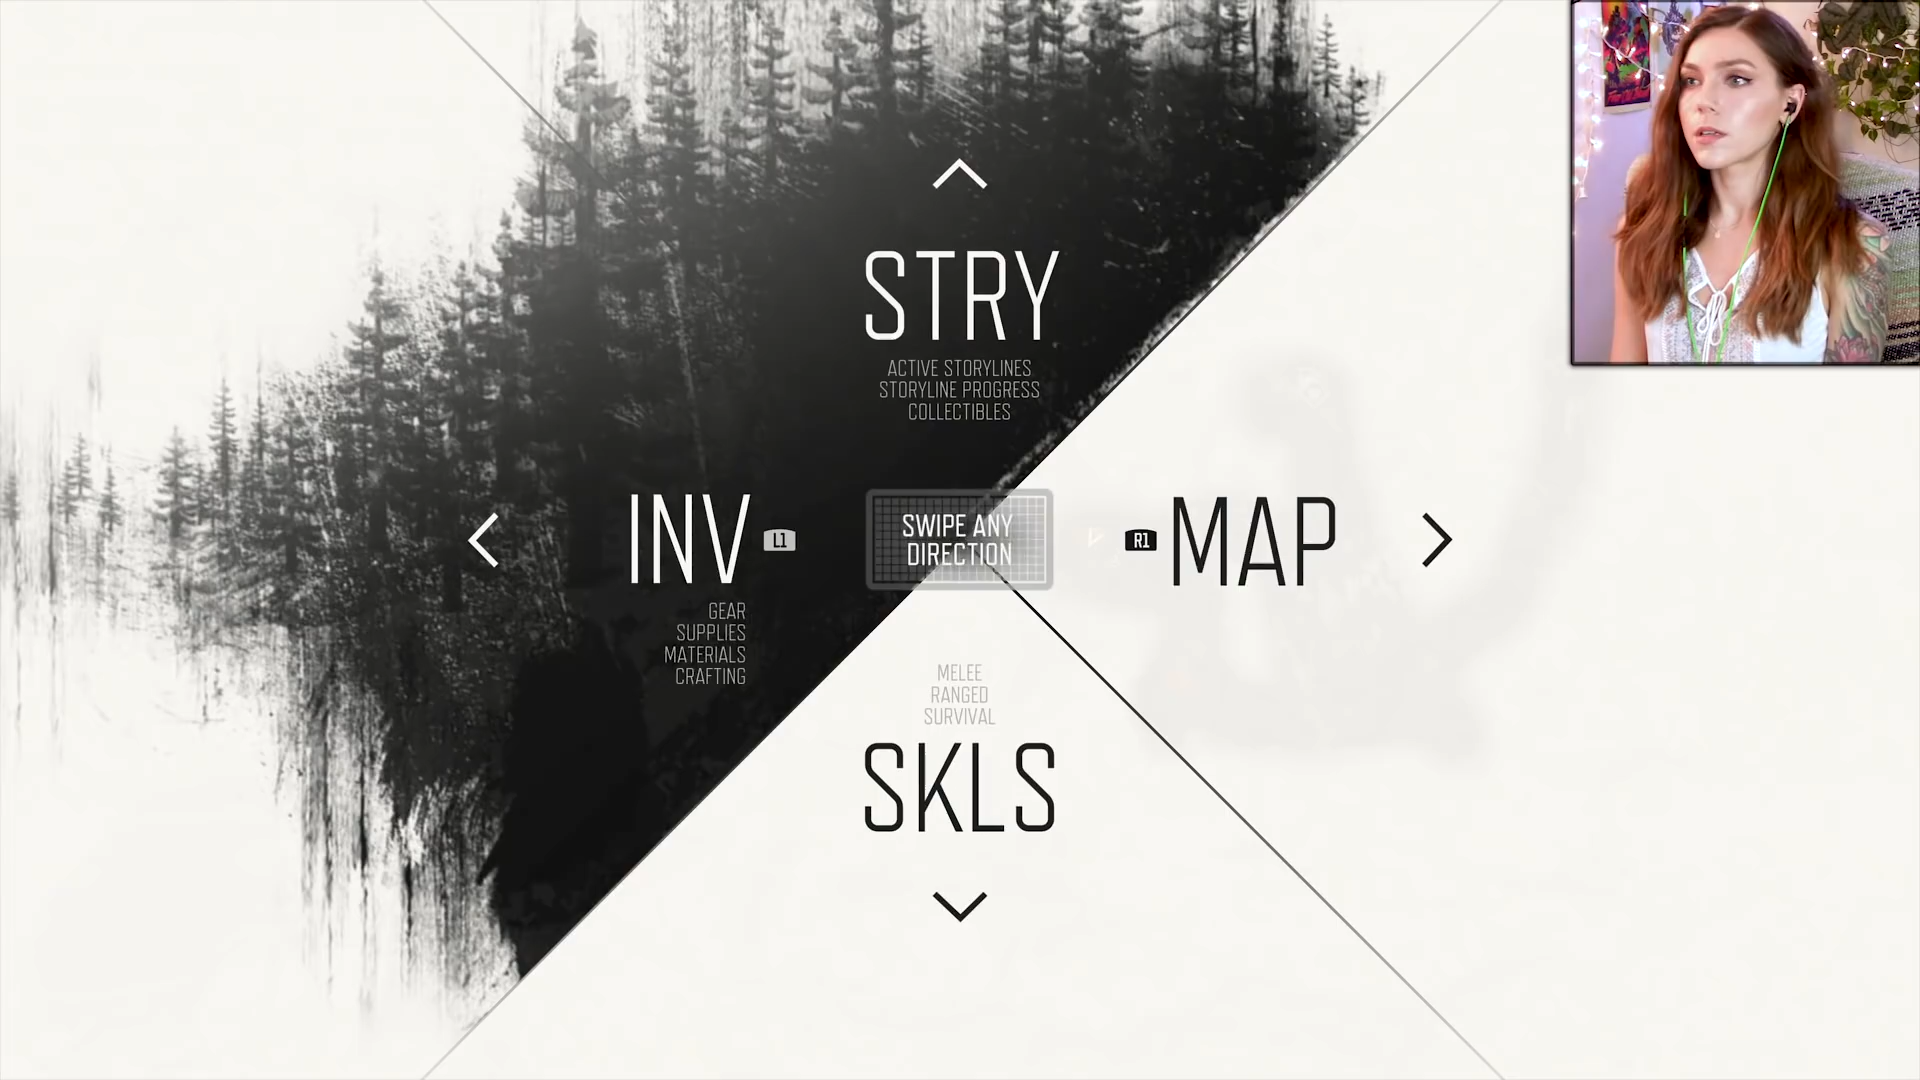 STRY
ACTIVE STORYLINES
STORYLINE PROGRESS
COLLECTIBLES
INV
L1
GEAR
SUPPLIES
MATERIALS
CRAFTING
SWIPE ANY
DIRECTION
R1
MAP
MELEE
RANGED
SURVIVAL
SKLS